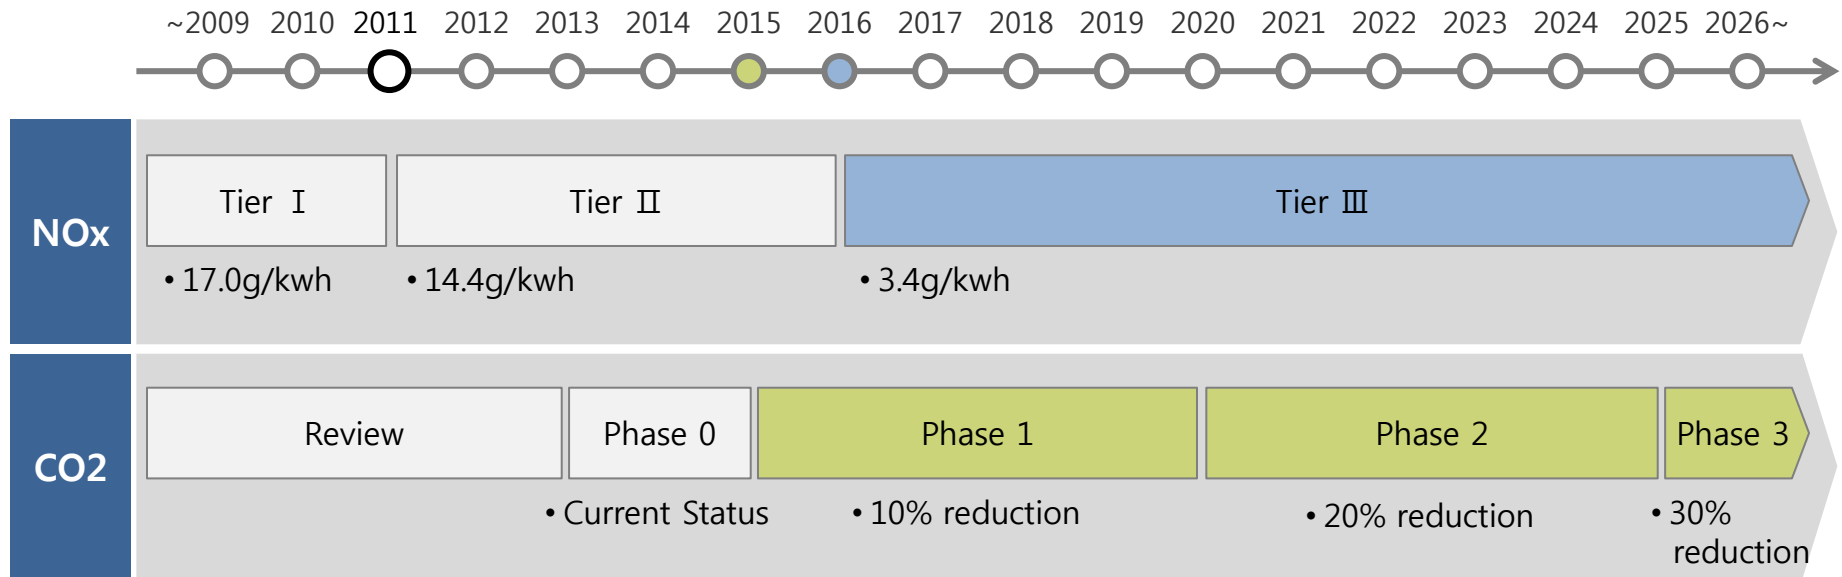 ~2009 2010 2011 2012 2013 2014 2015 2016 2017 2018 2019 2020 2021 2022 2023 2024 2025 2026~
NOx
Tier Ⅰ Tier Ⅱ Tier Ⅲ
• 17.0g/kwh • 14.4g/kwh • 3.4g/kwh
CO2
Review Phase 0 Phase 1 Phase 2 Phase 3
• Current Status • 10% reduction • 20% reduction • 30%
reduction